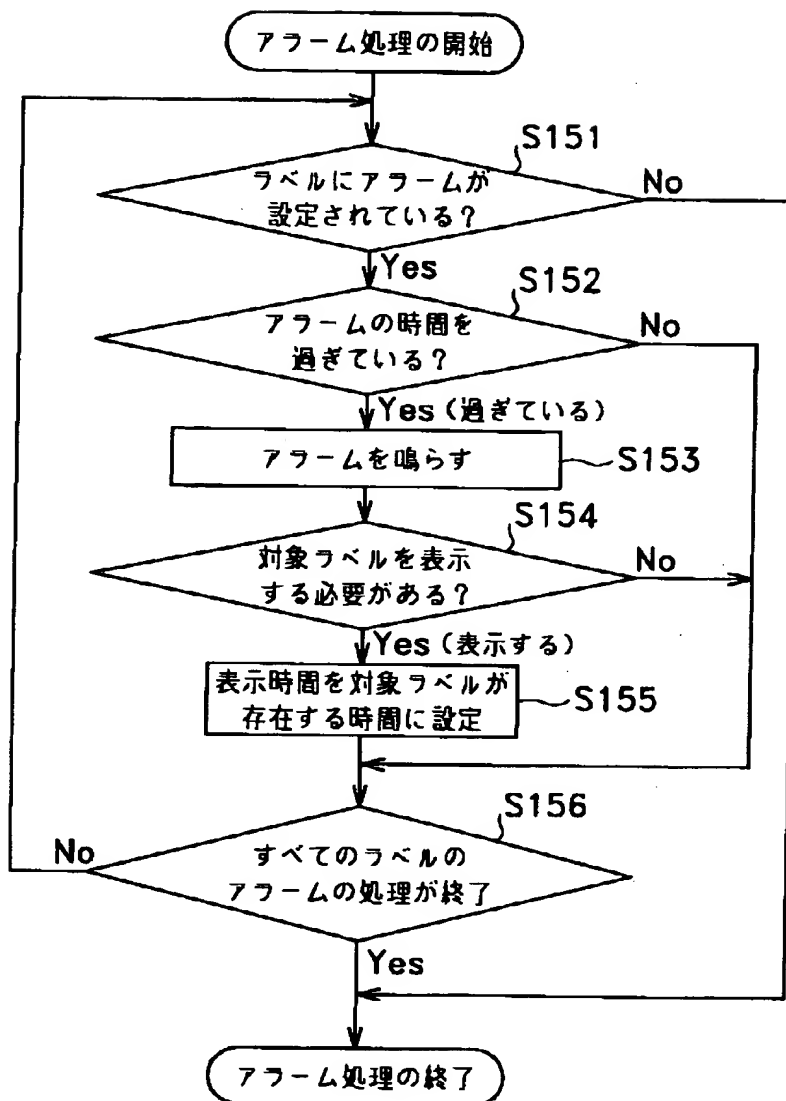 アラーム処理の開始
S151
ラベルにアラームが
設定されている?
No
Yes
S152
アラームの時間を
過ぎている?
No
Yes(過ぎている)
アラームを鳴らす
S153
S154
対象ラベルを表示
する必要がある?
No
Yes(表示する)
表示時間を対象ラベルが
存在する時間に設定
S155
S156
すべてのラベルの
アラームの処理が終了
No
Yes
アラーム処理の終了